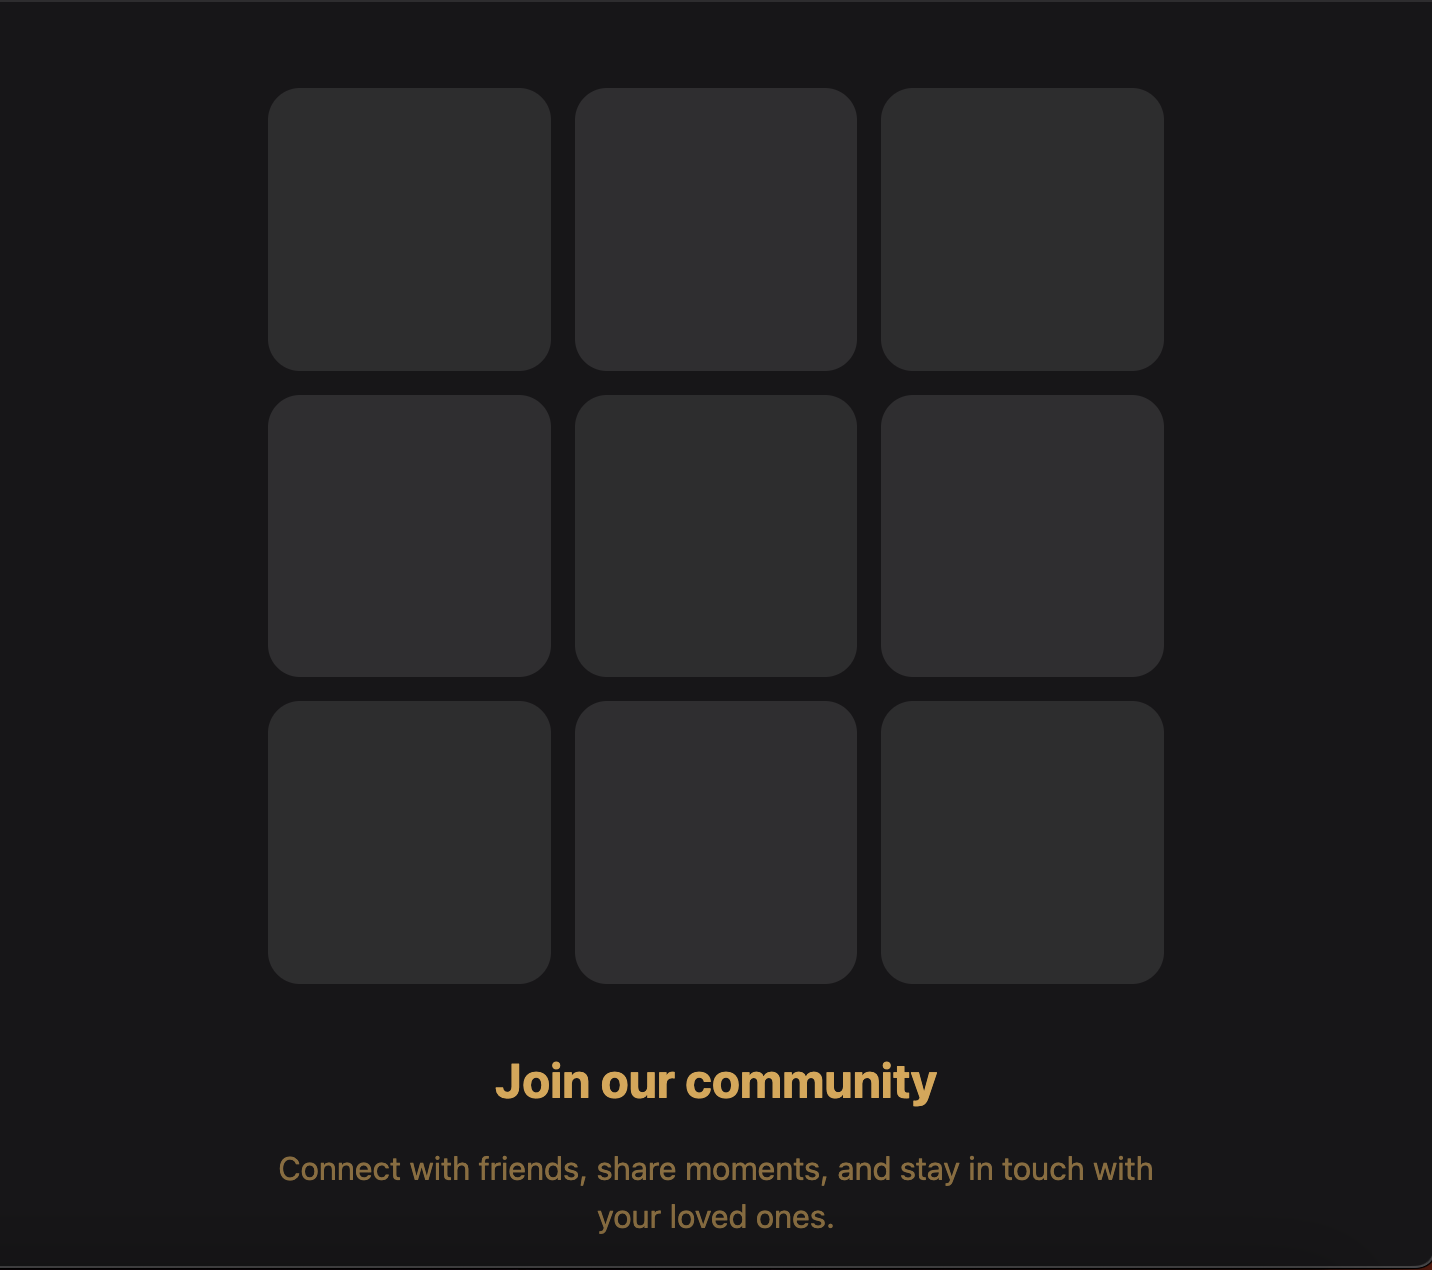 Join our community
Connect with friends, share moments, and stay in touch with
your loved ones.